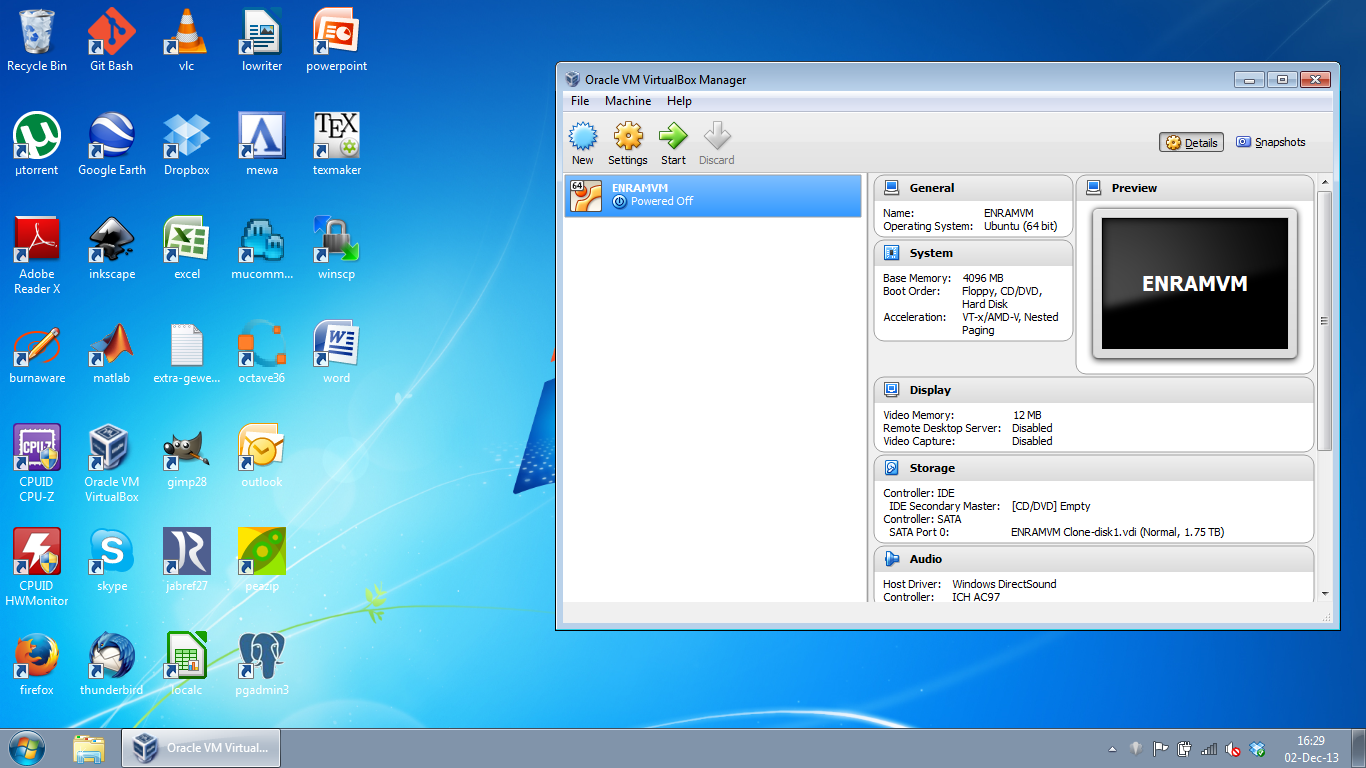 Recycle Bin
Git Bash
vlc
lowriter
powerpoint
µtorrent
Google Earth
Dropbox
mewa
TEX
texmaker
Adobe
Reader X
inkscape
excel
mucomm...
winscp
burnaware
matlab
extra-gewe...
octave36
word
CPU-Z
CPUID
CPU-Z
Oracle VM
VirtualBox
gimp28
outlook
CPUID
HWMonitor
skype
jabref27
peazip
firefox
thunderbird
localc
pgadmin3
Oracle VM VirtualBox Manager
File Machine Help
New Settings Start Discard
Details Snapshots
64 ENRAMVM
Powered Off
General
Name: ENRAMVM
Operating System: Ubuntu (64 bit)
System
Base Memory: 4096 MB
Boot Order: Floppy, CD/DVD,
Hard Disk
Acceleration: VT-x/AMD-V, Nested
Paging
Preview
ENRAMVM
Display
Video Memory: 12 MB
Remote Desktop Server: Disabled
Video Capture: Disabled
Storage
Controller: IDE
IDE Secondary Master: [CD/DVD] Empty
Controller: SATA
SATA Port 0: ENRAMVM Clone-disk1.vdi (Normal, 1.75 TB)
Audio
Host Driver: Windows DirectSound
Controller: ICH AC97
Oracle VM Virtual...
16:29
02-Dec-13